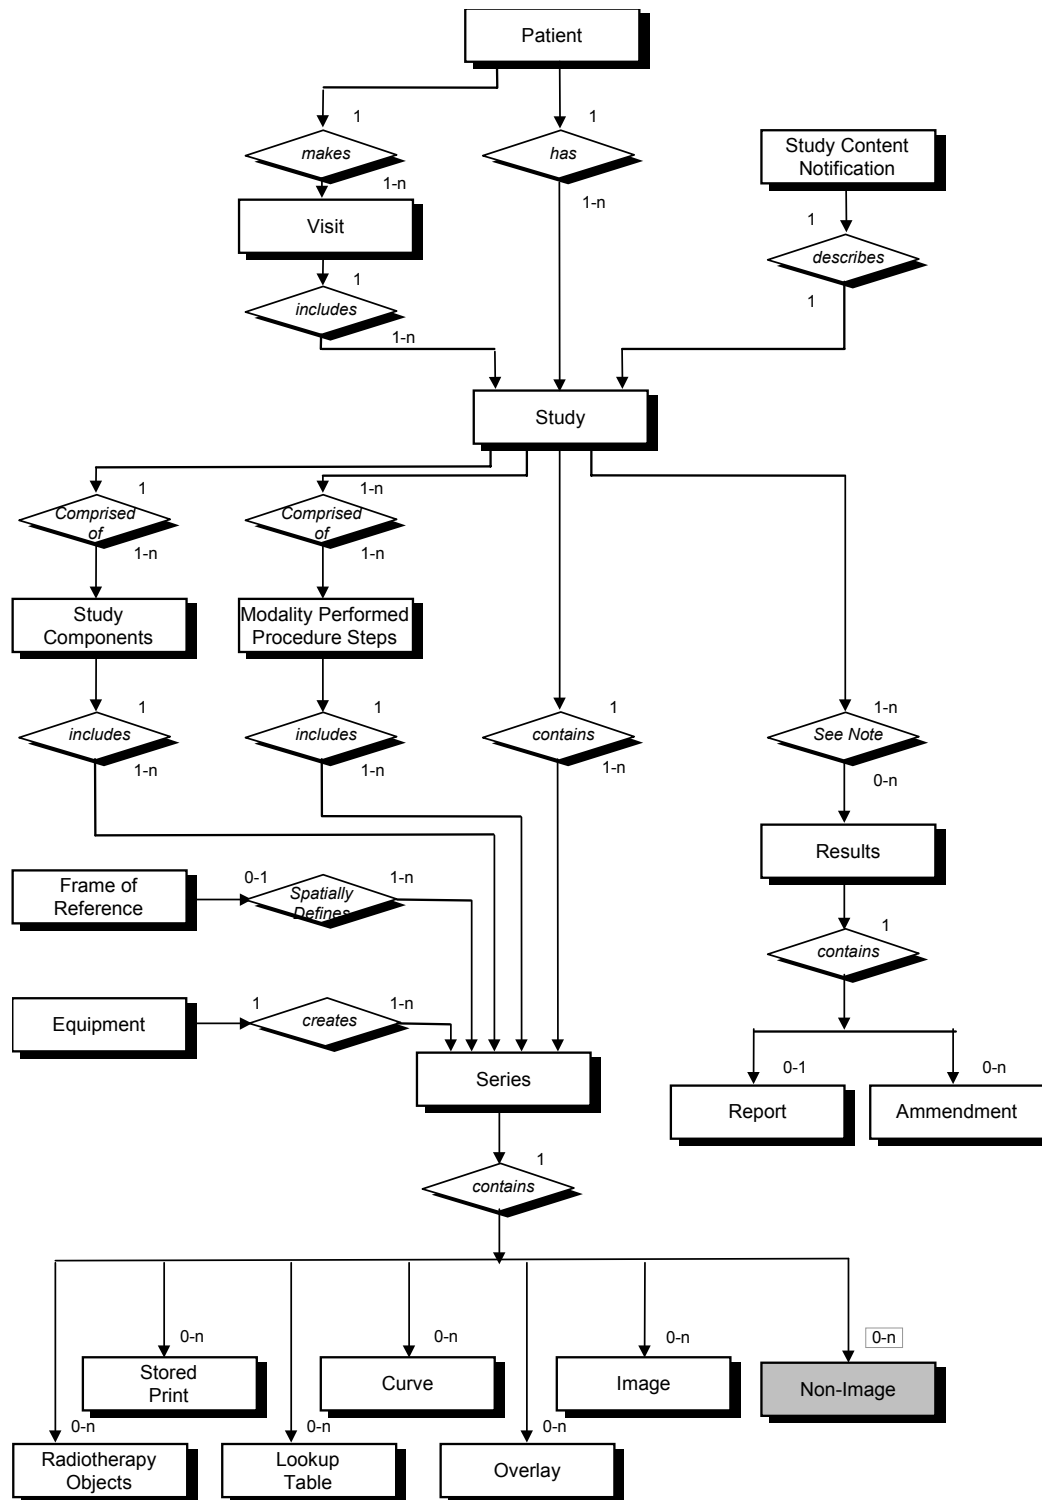 Patient
1
1
makes
has
Study Content
Notification
1-n
1-n
Visit
1
describes
1
includes
1
1-n
Study
1
1-n
Comprised
of
Comprised
of
1-n
1-n
Study
Components
Modality Performed
Procedure Steps
1
1
1
1-n
includes
includes
contains
See Note
1-n
1-n
1-n
0-n
Results
Frame of
Reference
0-1
Spatially
Defines
1-n
1
contains
Equipment
1
creates
1-n
Series
0-1
0-n
Report
Ammendment
1
contains
0-n
0-n
0-n
0-n
Stored
Print
Curve
Image
Non-Image
0-n
0-n
0-n
Radiotherapy
Objects
Lookup
Table
Overlay